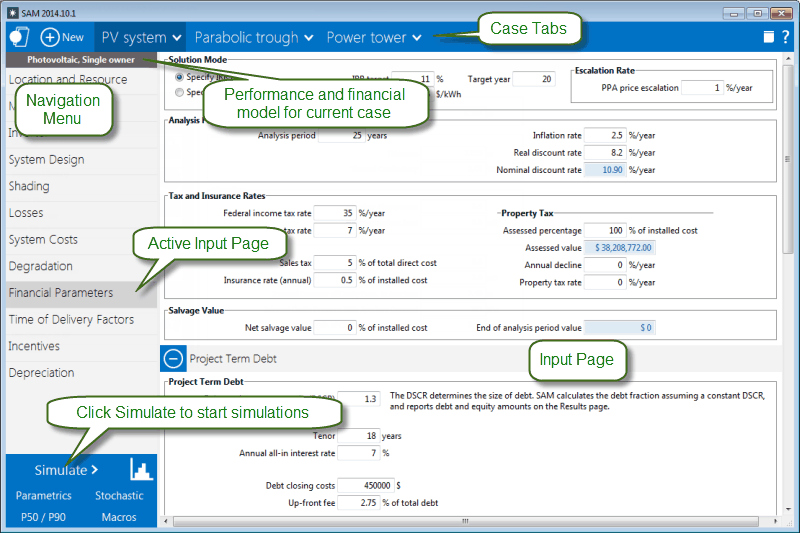 SAM 2014.10.1
New
PV system
Parabolic trough
Power tower
Case Tabs
Photovoltaic, Single owner
Location and Resource
Navigation
Menu
System Design
Shading
Losses
System Costs
Degradation
Financial Parameters
Time of Delivery Factors
Incentives
Depreciation
Active Input Page
Click Simulate to start simulations
Simulate >
Parametrics Stochastic
P50 / P90 Macros
Solution Mode
Specify IRR target 11 % Target year 20
$/kWh
Performance and financial
model for current case
Escalation Rate
PPA price escalation 1 %/year
Analysis
Analysis period 25 years
Inflation rate 2.5 %/year
Real discount rate 8.2 %/year
Nominal discount rate 10.90 %/year
Tax and Insurance Rates
Federal income tax rate 35 %/year
tax rate 7 %/year
Sales tax 5 % of total direct cost
Insurance rate (annual) 0.5 % of installed cost
Property Tax
Assessed percentage 100 % of installed cost
Assessed value $ 38,208,772.00
Annual decline 0 %/year
Property tax rate 0 %/year
Salvage Value
Net salvage value 0 % of installed cost End of analysis period value $ 0
Project Term Debt
Input Page
Project Term Debt
1.3
The DSCR determines the size of debt. SAM calculates the debt fraction assuming a constant DSCR,
and reports debt and equity amounts on the Results page.
Tenor 18 years
Annual all-in interest rate 7 %
Debt closing costs 450000 $
Up-front fee 2.75 % of total debt